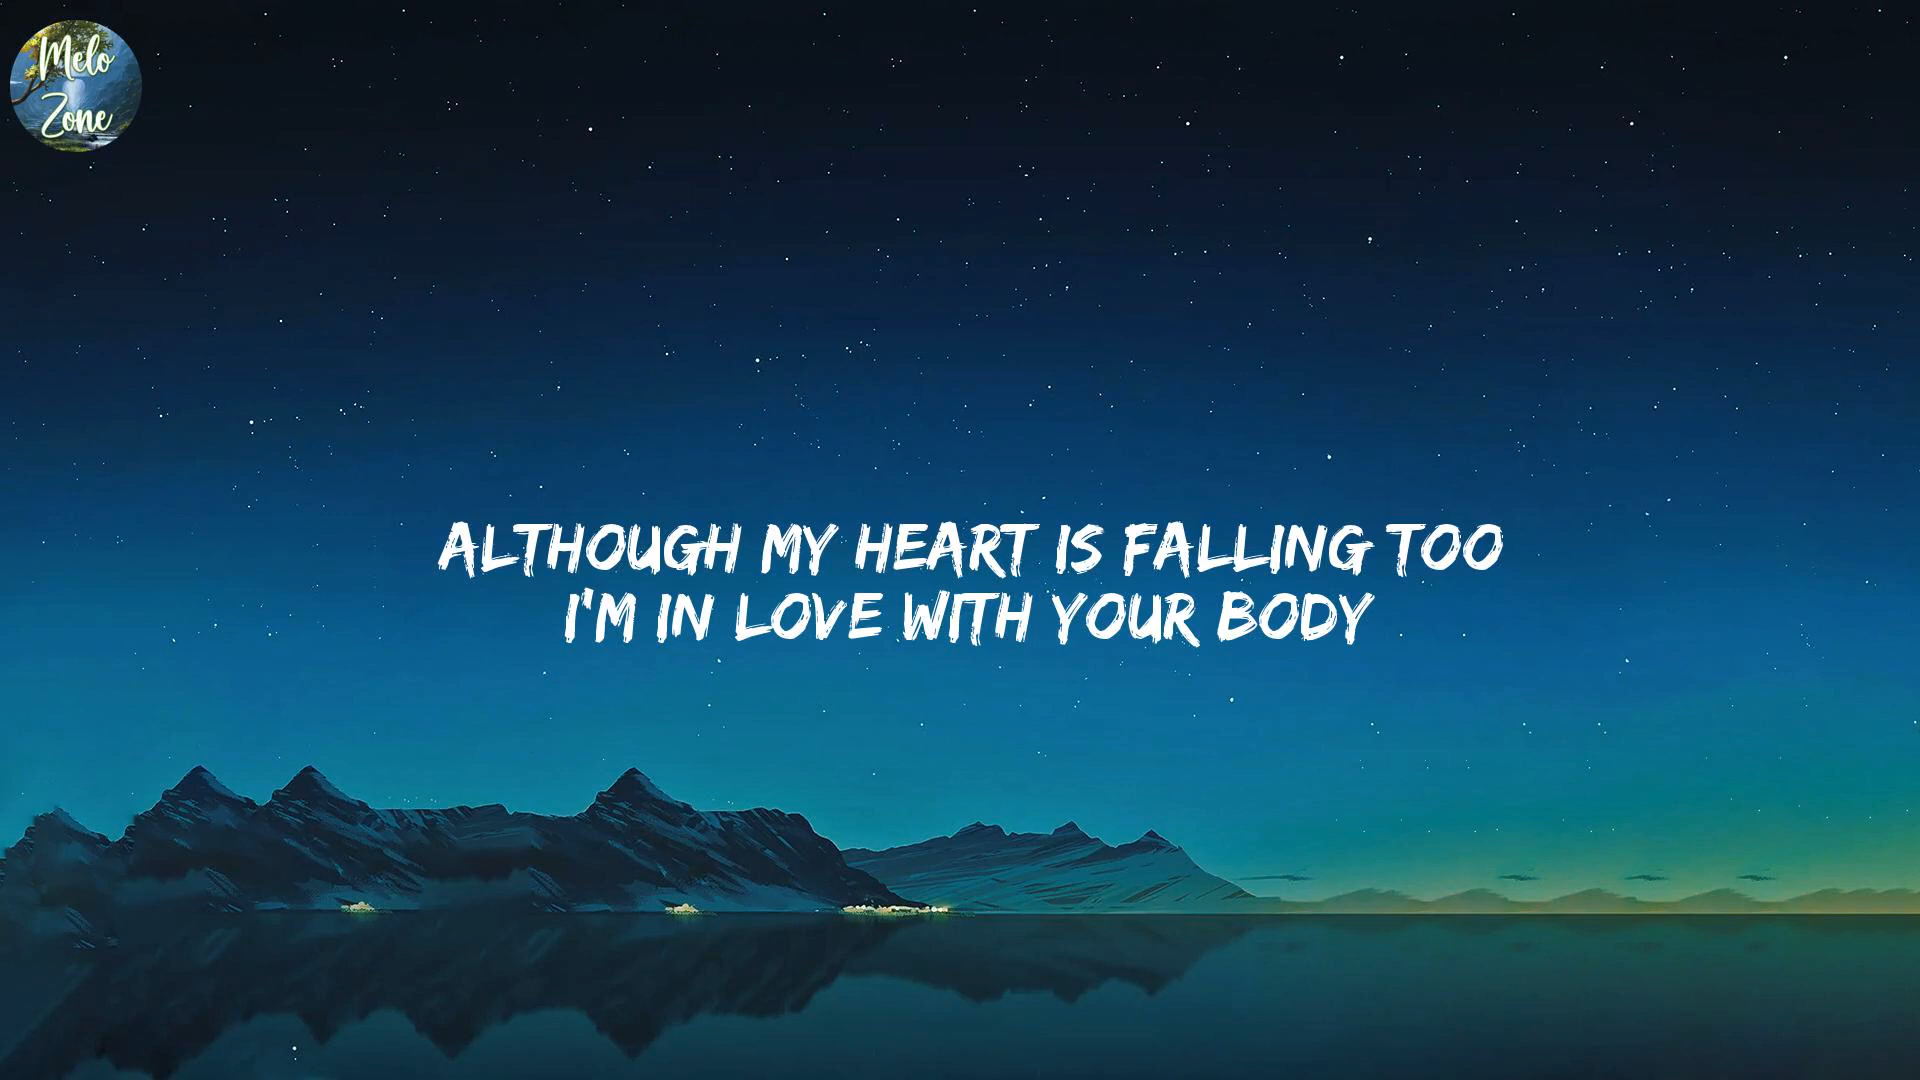 Melo
Zone
ALTHOUGH MY HEART IS FALLING TOO
I'M IN LOVE WITH YOUR BODY